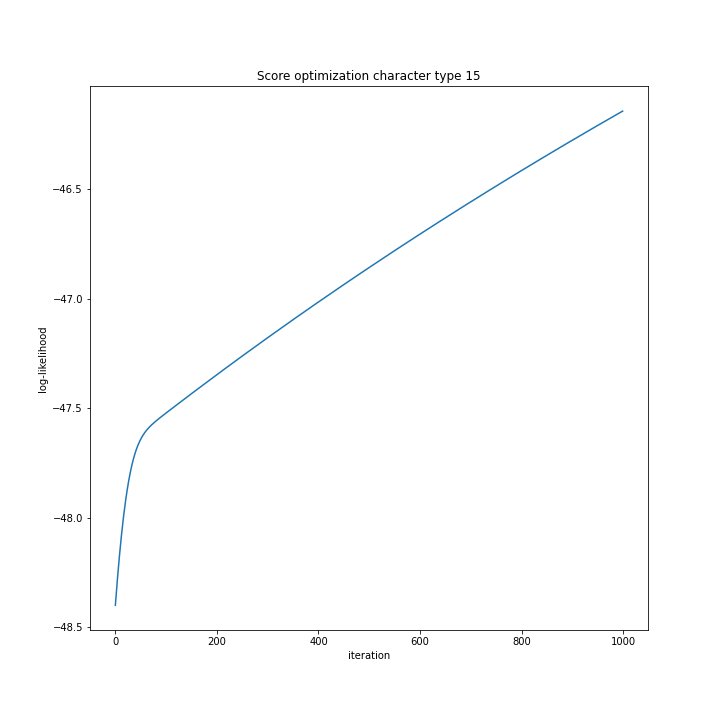 Score optimization character type 15
log-likelihood
−46.5
−47.0
−47.5
−48.0
−48.5
0 200 400 600 800 1000
iteration